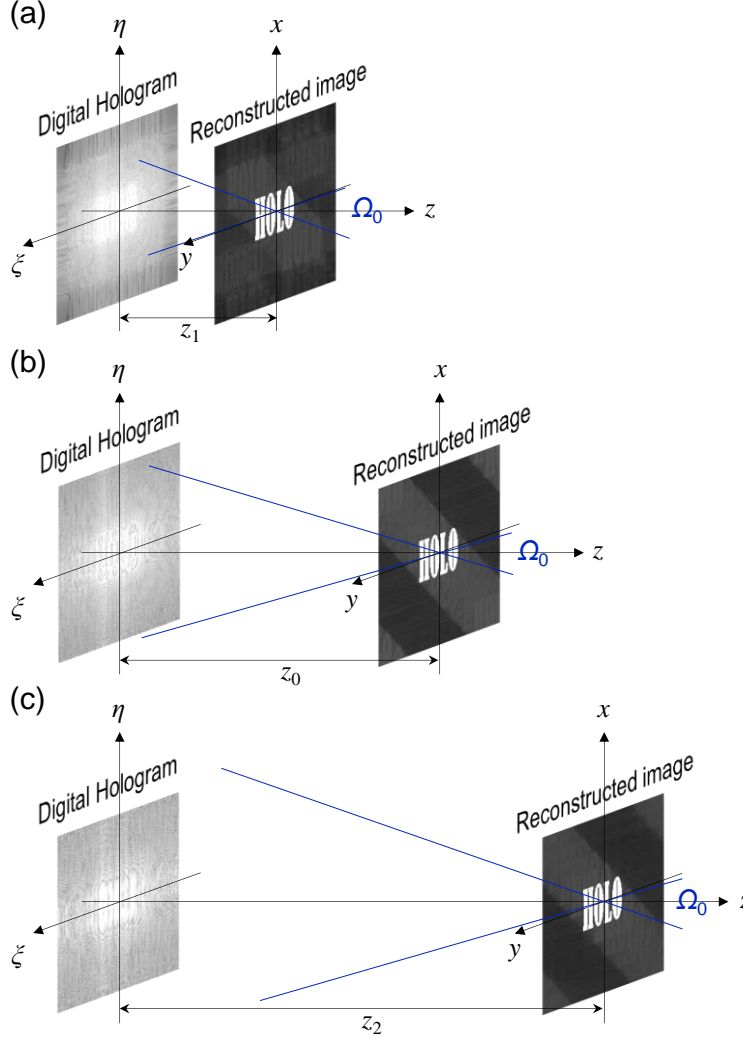 (a)
η
x
Digital Hologram
Reconstructed image
HOLO
Ω₀
z
ξ
y
z₁
(b)
η
x
Digital Hologram
Reconstructed image
HOLO
Ω₀
z
ξ
y
z₀
(c)
η
x
Digital Hologram
Reconstructed image
HOLO
Ω₀
z
ξ
y
z₂